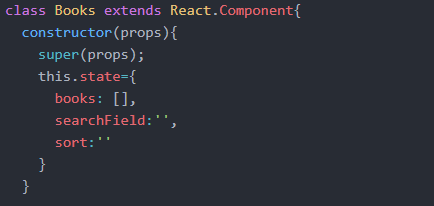 class Books extends React.Component{
constructor(props){
super(props);
this.state={
books: [],
searchField:'',
sort:''
}
}